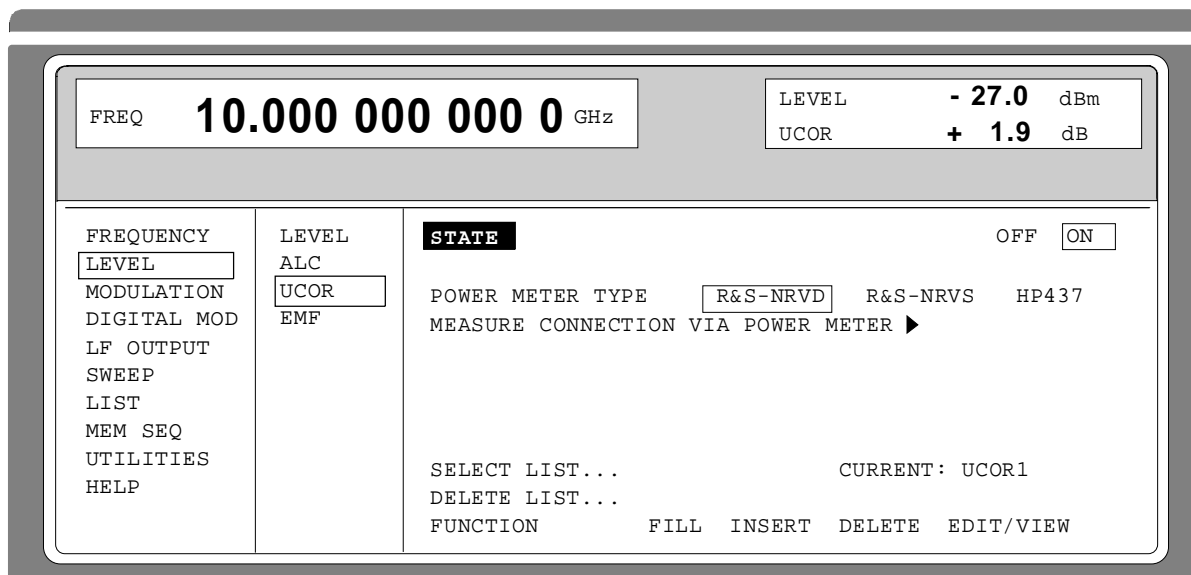 FREQ 10.000 000 000 0 GHz
LEVEL - 27.0 dBm
UCOR + 1.9 dB
FREQUENCY
LEVEL
MODULATION
DIGITAL MOD
LF OUTPUT
SWEEP
LIST
MEM SEQ
UTILITIES
HELP
LEVEL
ALC
UCOR
EMF
STATE OFF ON
POWER METER TYPE R&S-NRVD R&S-NRVS HP437
MEASURE CONNECTION VIA POWER METER ▶
SELECT LIST... CURRENT: UCOR1
DELETE LIST...
FUNCTION FILL INSERT DELETE EDIT/VIEW